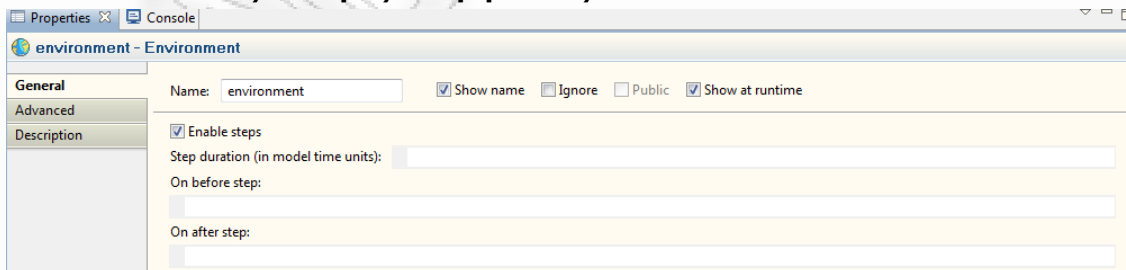 Properties Console
environment - Environment
General
Name: environment Show name Ignore Public Show at runtime
Advanced
Description
Enable steps
Step duration (in model time units):
On before step:
On after step: